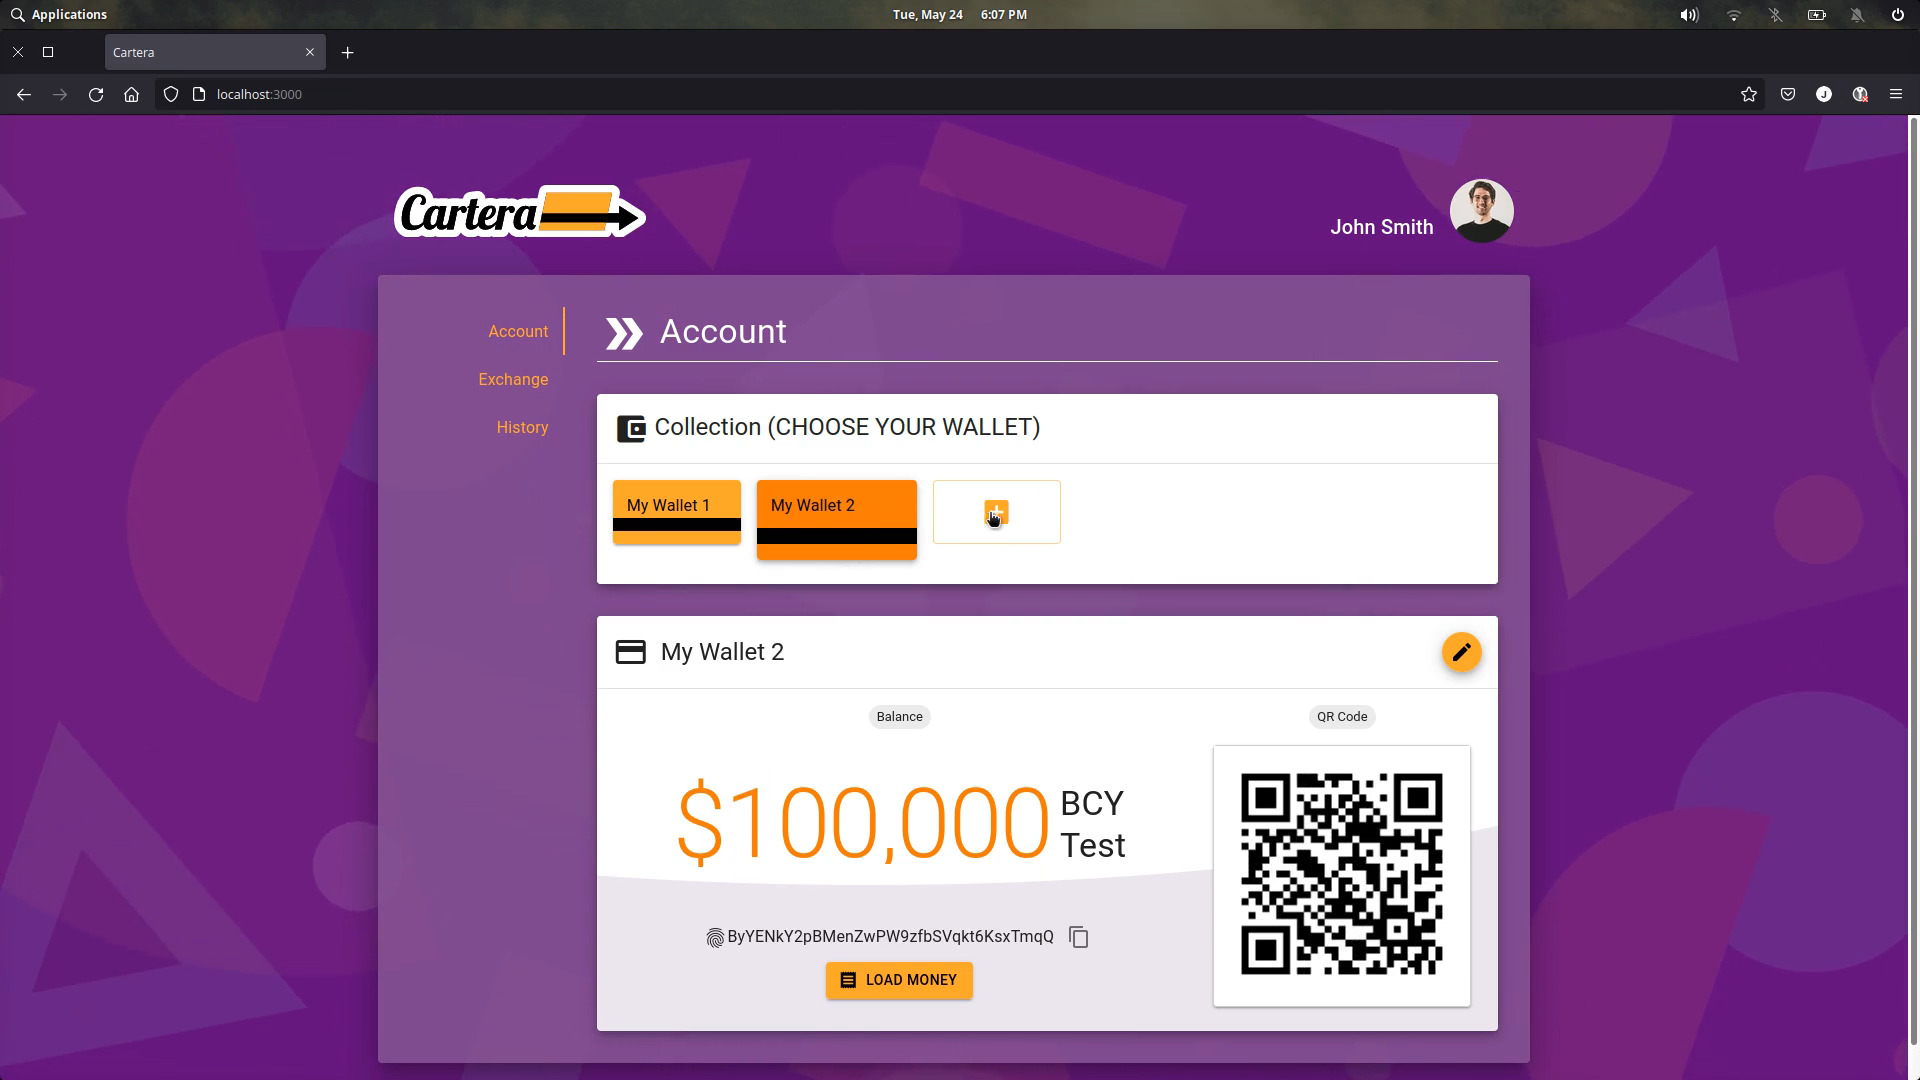 Applications
Tue, May 24 6:07 PM
Cartera
localhost:3000
J
Cartera
John Smith
Account
Exchange
History
Account
Collection (CHOOSE YOUR WALLET)
My Wallet 1
My Wallet 2
My Wallet 2
Balance
QR Code
$100,000 BCY
Test
ByYENkY2pBMenZwPW9zfbSVqkt6KsxTmqQ
LOAD MONEY